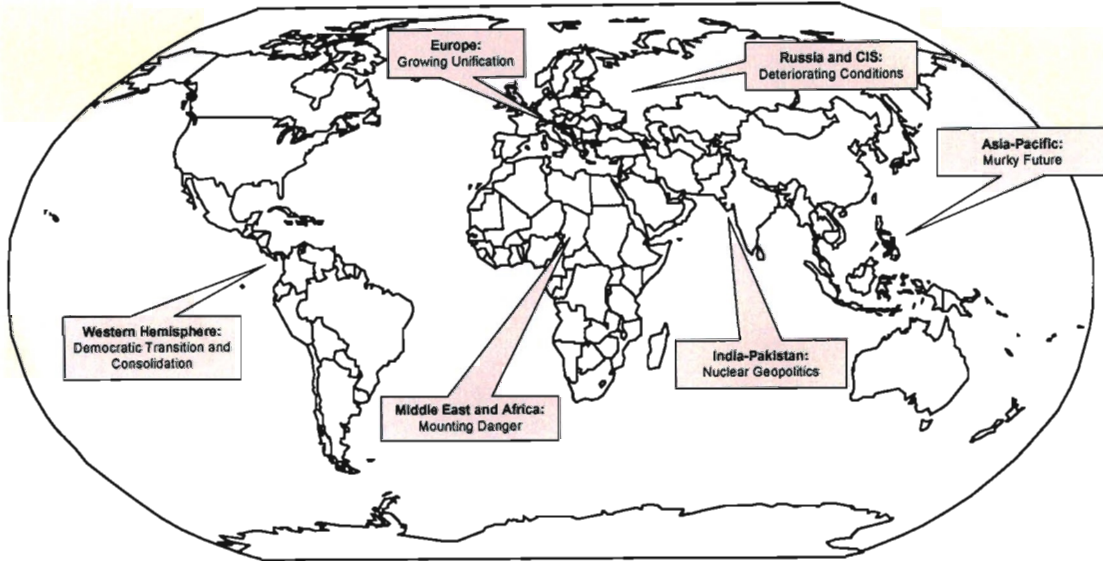 Europe:
Growing Unification
Russia and CIS:
Deteriorating Conditions
Asia-Pacific:
Murky Future
Western Hemisphere:
Democratic Transition and
Consolidation
India-Pakistan:
Nuclear Geopolitics
Middle East and Africa:
Mounting Danger